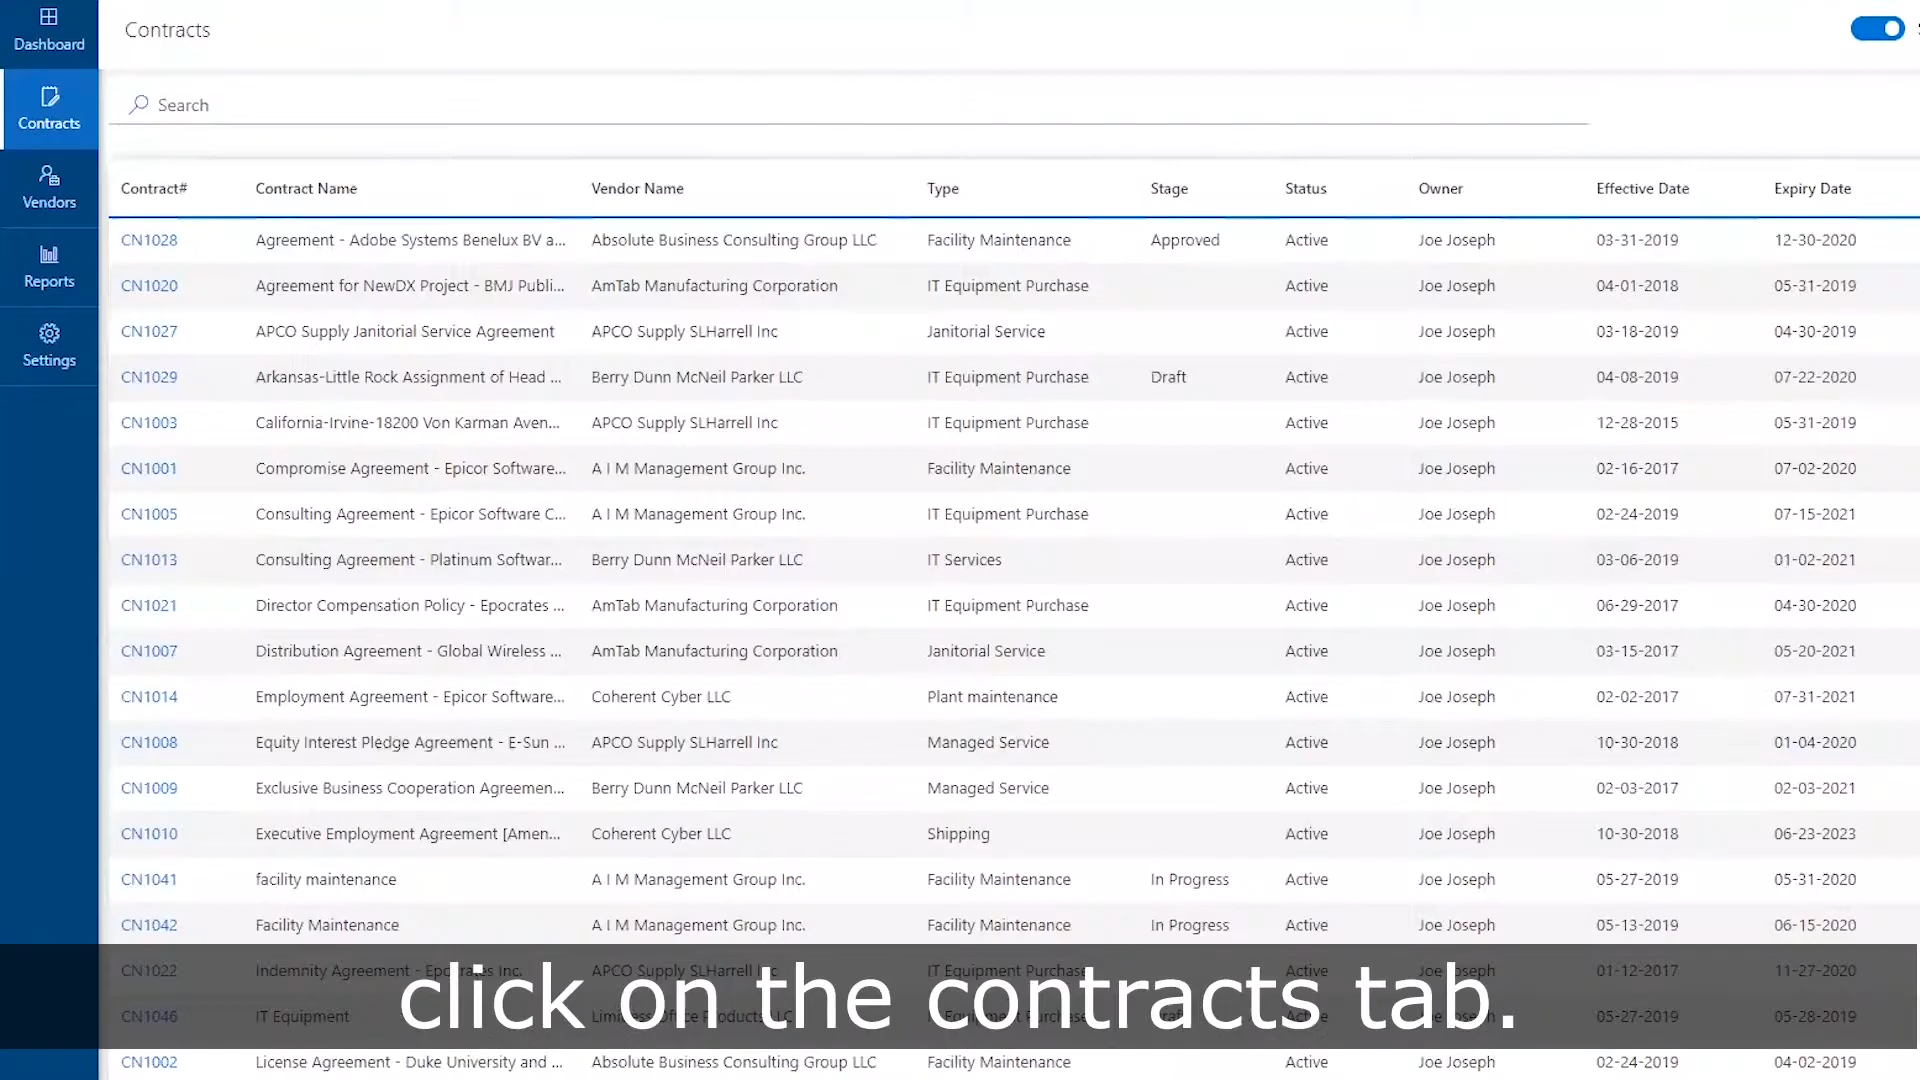 Dashboard
Contracts
Vendors
Reports
Settings
Contracts
Search
Contract# Contract Name Vendor Name Type Stage Status Owner Effective Date Expiry Date
CN1028 Agreement - Adobe Systems Benelux BV a... Absolute Business Consulting Group LLC Facility Maintenance Approved Active Joe Joseph 03-31-2019 12-30-2020
CN1020 Agreement for NewDX Project - BMJ Publi... AmTab Manufacturing Corporation IT Equipment Purchase Active Joe Joseph 04-01-2018 05-31-2019
CN1027 APCO Supply Janitorial Service Agreement APCO Supply SLHarrell Inc Janitorial Service Active Joe Joseph 03-18-2019 04-30-2019
CN1029 Arkansas-Little Rock Assignment of Head ... Berry Dunn McNeil Parker LLC IT Equipment Purchase Draft Active Joe Joseph 04-08-2019 07-22-2020
CN1003 California-Irvine-18200 Von Karman Aven... APCO Supply SLHarrell Inc IT Equipment Purchase Active Joe Joseph 12-28-2015 05-31-2019
CN1001 Compromise Agreement - Epicor Software... A I M Management Group Inc. Facility Maintenance Active Joe Joseph 02-16-2017 07-02-2020
CN1005 Consulting Agreement - Epicor Software C... A I M Management Group Inc. IT Equipment Purchase Active Joe Joseph 02-24-2019 07-15-2021
CN1013 Consulting Agreement - Platinum Softwar... Berry Dunn McNeil Parker LLC IT Services Active Joe Joseph 03-06-2019 01-02-2021
CN1021 Director Compensation Policy - Epocrates ... AmTab Manufacturing Corporation IT Equipment Purchase Active Joe Joseph 06-29-2017 04-30-2020
CN1007 Distribution Agreement - Global Wireless ... AmTab Manufacturing Corporation Janitorial Service Active Joe Joseph 03-15-2017 05-20-2021
CN1014 Employment Agreement - Epicor Software... Coherent Cyber LLC Plant maintenance Active Joe Joseph 02-02-2017 07-31-2021
CN1008 Equity Interest Pledge Agreement - E-Sun ... APCO Supply SLHarrell Inc Managed Service Active Joe Joseph 10-30-2018 01-04-2020
CN1009 Exclusive Business Cooperation Agreemen... Berry Dunn McNeil Parker LLC Managed Service Active Joe Joseph 02-03-2017 02-03-2021
CN1010 Executive Employment Agreement [Amen... Coherent Cyber LLC Shipping Active Joe Joseph 10-30-2018 06-23-2023
CN1041 facility maintenance A I M Management Group Inc. Facility Maintenance In Progress Active Joe Joseph 05-27-2019 05-31-2020
CN1042 Facility Maintenance A I M Management Group Inc. Facility Maintenance In Progress Active Joe Joseph 05-13-2019 06-15-2020
CN1022 Indemnity Agreement - Epocrates Inc. APCO Supply SLHarrell Inc IT Equipment Purchase Active Joe Joseph 01-12-2017 11-27-2020
click on the contracts tab.
CN1046 IT Equipment 05-27-2019 05-28-2019
CN1002 License Agreement - Duke University and ... Absolute Business Consulting Group LLC Facility Maintenance Active Joe Joseph 02-24-2019 04-02-2019